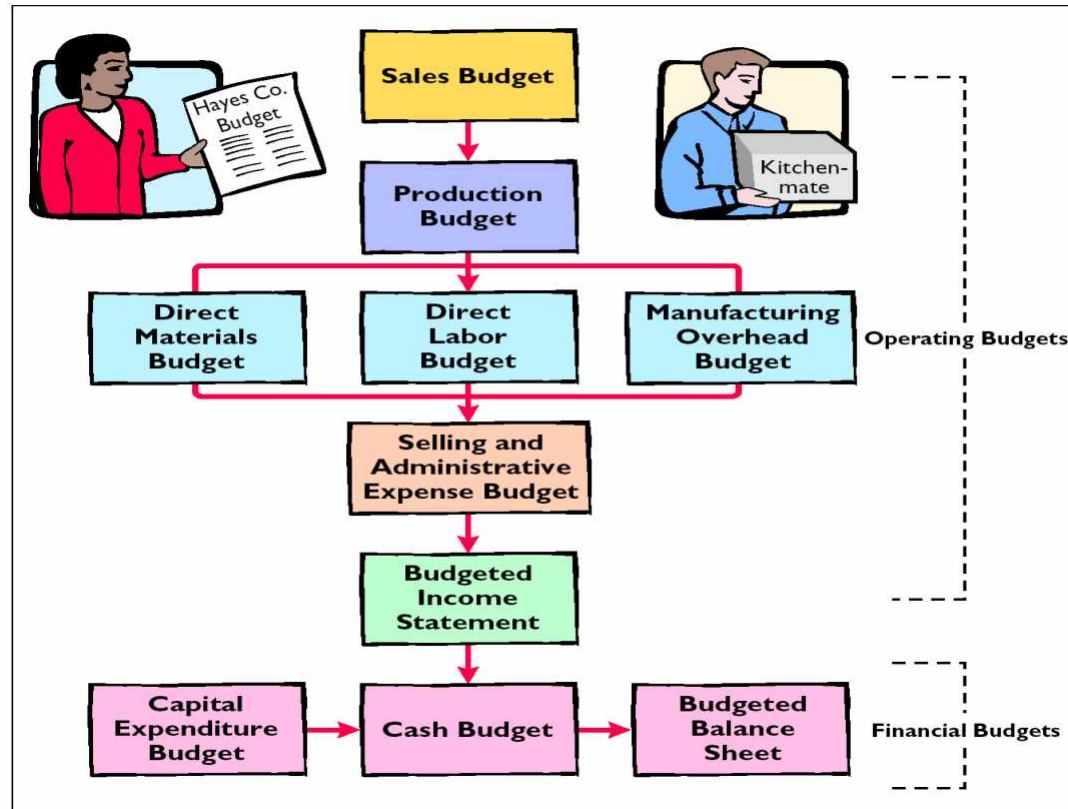 Sales Budget
Hayes Co.
Budget
Kitchen-
mate
Production
Budget
Direct
Materials
Budget
Direct
Labor
Budget
Manufacturing
Overhead
Budget
Operating Budgets
Selling and
Administrative
Expense Budget
Budgeted
Income
Statement
Capital
Expenditure
Budget
Cash Budget
Budgeted
Balance
Sheet
Financial Budgets